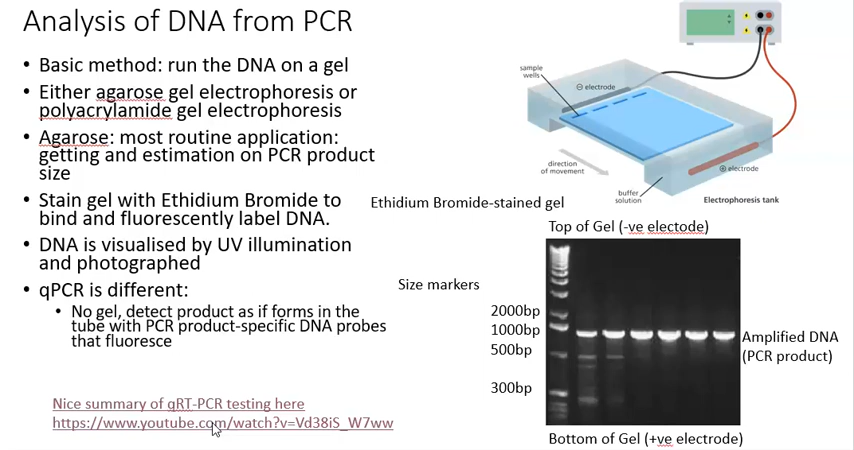 Analysis of DNA from PCR
• Basic method: run the DNA on a gel
• Either agarose gel electrophoresis or
polyacrylamide gel electrophoresis
• Agarose: most routine application:
getting and estimation on PCR product
size
• Stain gel with Ethidium Bromide to
bind and fluorescently label DNA.
• DNA is visualised by UV illumination
and photographed
• qPCR is different:
• No gel, detect product as if forms in the
tube with PCR product-specific DNA probes
that fluoresce
Nice summary of qRT-PCR testing here
https://www.youtube.com/watch?v=Vd38iS_W7ww
sample
wells
⊖ electrode
direction
of movement
buffer
solution
⊕ electrode
Electrophoresis tank
Ethidium Bromide-stained gel
Top of Gel (-ve electode)
Size markers
2000bp
1000bp
500bp
300bp
Amplified DNA
(PCR product)
Bottom of Gel (+ve electrode)